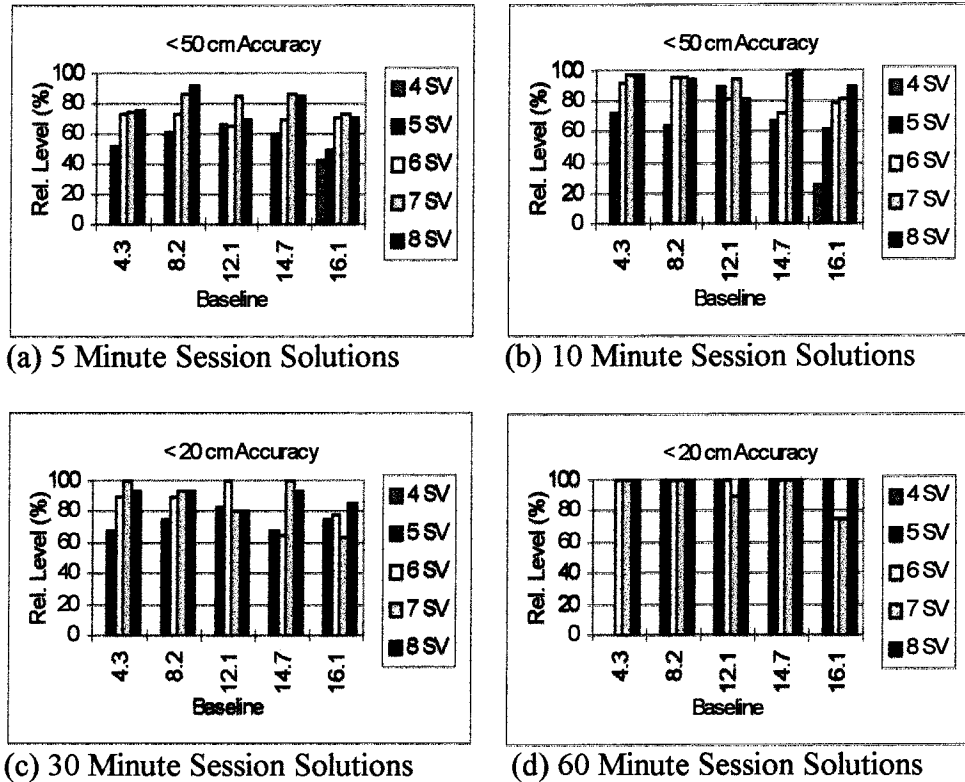 < 50 cm Accuracy
Rel. Level (%)
100
80
60
40
20
0
4.3
8.2
12.1
14.7
16.1
Baseline
4 SV
5 SV
6 SV
7 SV
8 SV
(a) 5 Minute Session Solutions
< 50 cm Accuracy
Rel. Level (%)
100
80
60
40
20
0
4.3
8.2
12.1
14.7
16.1
Baseline
4 SV
5 SV
6 SV
7 SV
8 SV
(b) 10 Minute Session Solutions
< 20 cm Accuracy
Rel. Level (%)
100
80
60
40
20
0
4.3
8.2
12.1
14.7
16.1
Baseline
4 SV
5 SV
6 SV
7 SV
8 SV
(c) 30 Minute Session Solutions
< 20 cm Accuracy
Rel. Level (%)
100
80
60
40
20
0
4.3
8.2
12.1
14.7
16.1
Baseline
4 SV
5 SV
6 SV
7 SV
8 SV
(d) 60 Minute Session Solutions